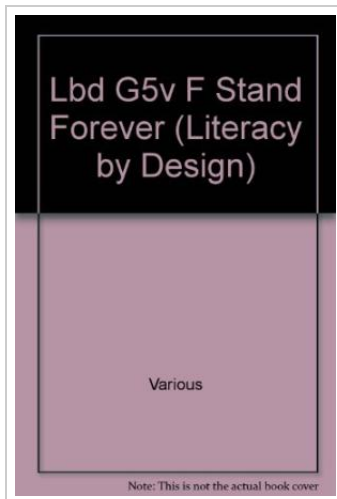 Lbd G5v F Stand
Forever (Literacy
by Design)
Various
Note: This is not the actual book cover